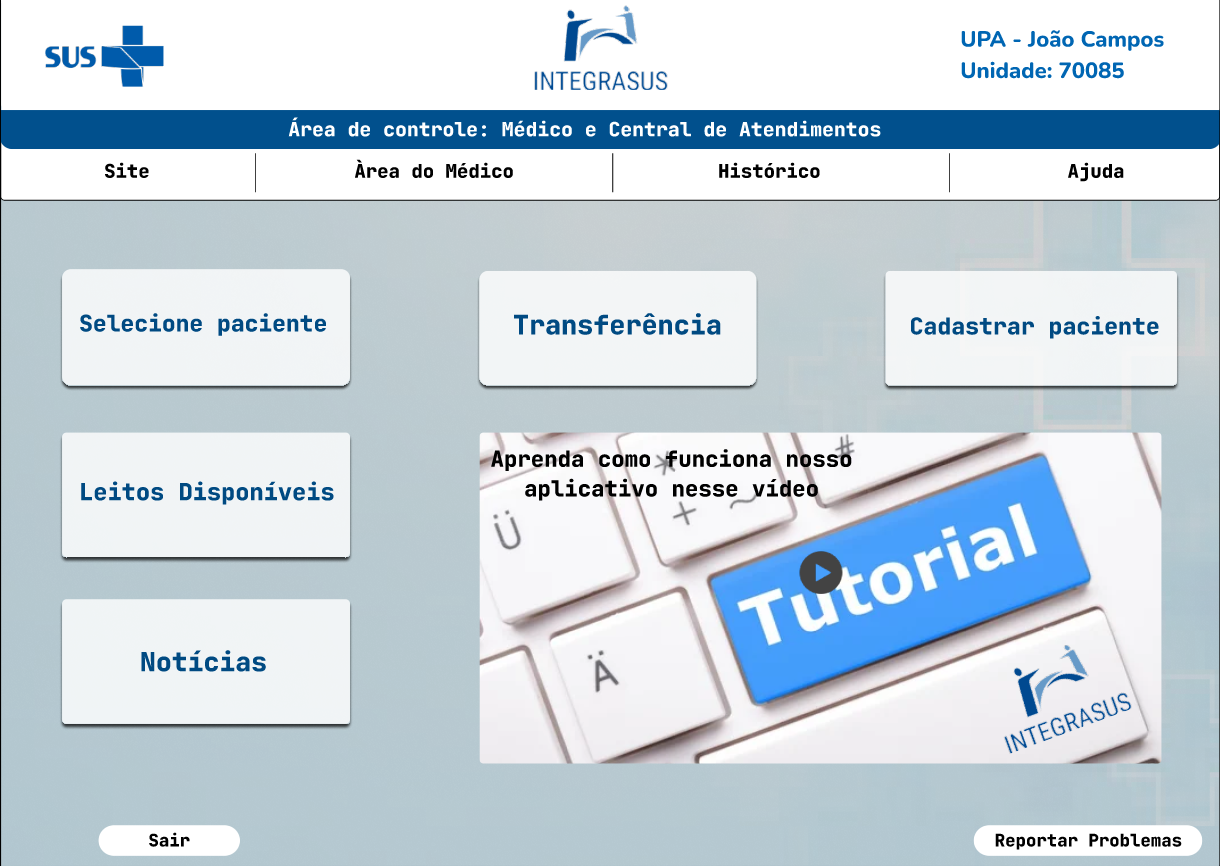 SUS
INTEGRASUS
UPA - João Campos
Unidade: 70085
Área de controle: Médico e Central de Atendimentos
Site
Àrea do Médico
Histórico
Ajuda
Selecione paciente
Transferência
Cadastrar paciente
Leitos Disponíveis
Aprenda como funciona nosso
aplicativo nesse vídeo
* #
Ü + ~
Tutorial
Ä
INTEGRASUS
Notícias
Sair
Reportar Problemas